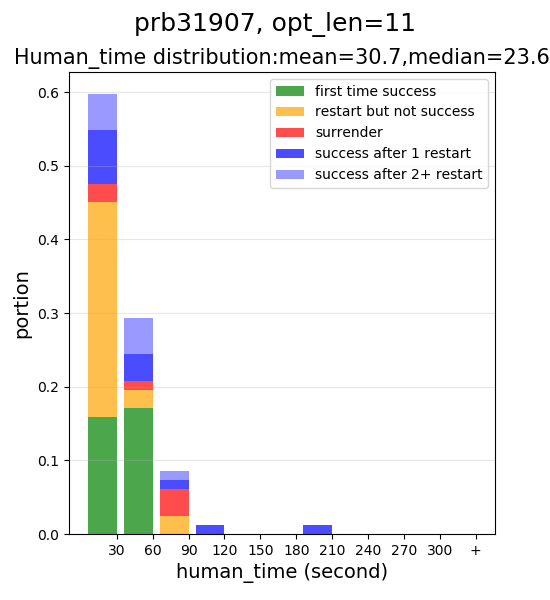 prb31907, opt_len=11
Human_time distribution:mean=30.7,median=23.6
first time success
restart but not success
surrender
success after 1 restart
success after 2+ restart
0.6
0.5
0.4
0.3
0.2
0.1
0.0
portion
30 60 90 120 150 180 210 240 270 300 +
human_time (second)